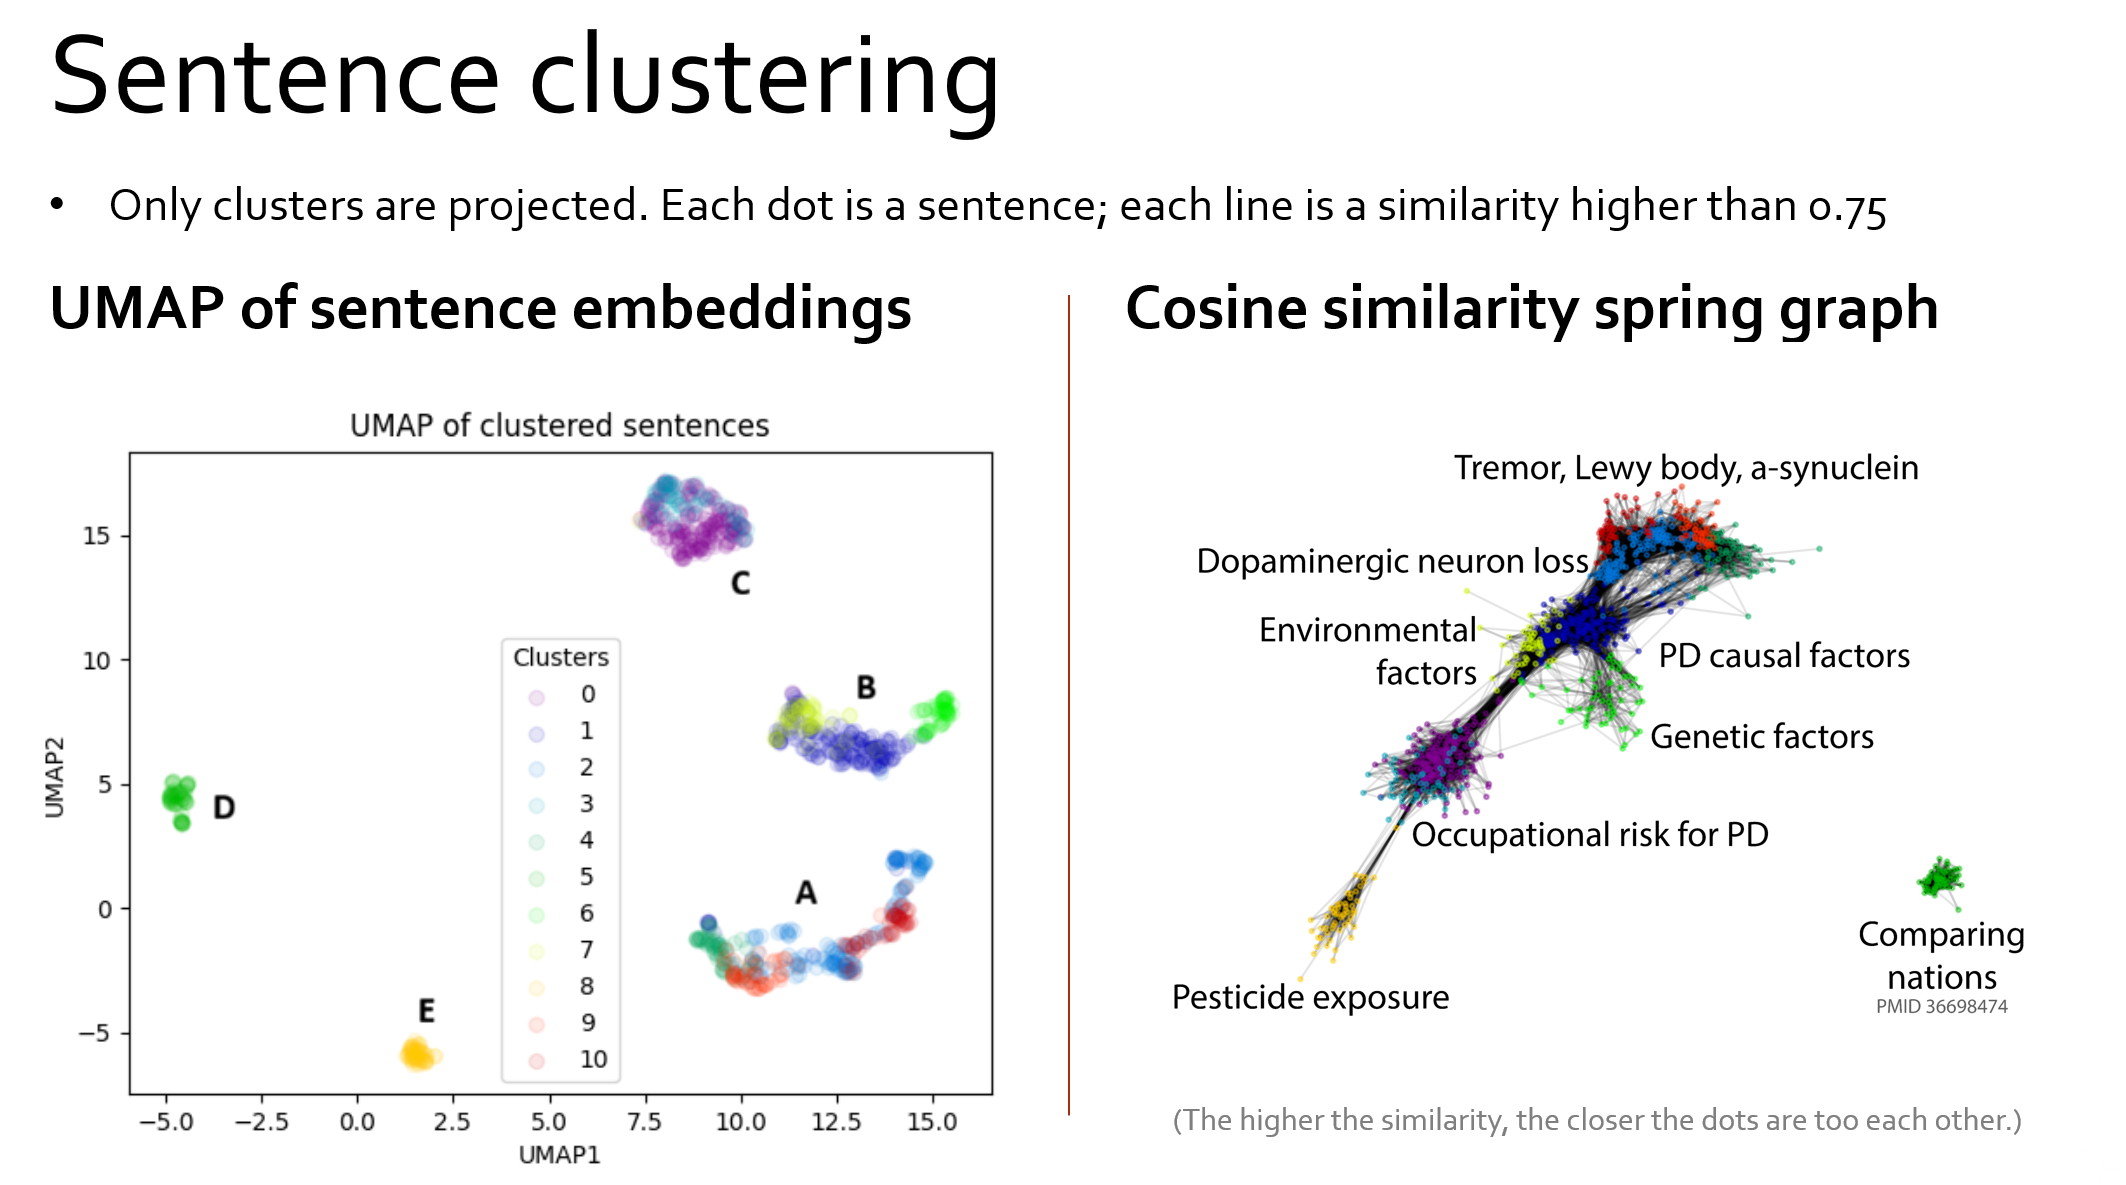 Sentence clustering
• Only clusters are projected. Each dot is a sentence; each line is a similarity higher than 0.75
UMAP of sentence embeddings
UMAP of clustered sentences
15
10
5
0
−5
UMAP2
−5.0 −2.5 0.0 2.5 5.0 7.5 10.0 12.5 15.0
UMAP1
C
B
D
A
E
Clusters
0
1
2
3
4
5
6
7
8
9
10
Cosine similarity spring graph
Tremor, Lewy body, a-synuclein
Dopaminergic neuron loss
Environmental
factors
PD causal factors
Genetic factors
Occupational risk for PD
Pesticide exposure
Comparing
nations
PMID 36698474
(The higher the similarity, the closer the dots are too each other.)